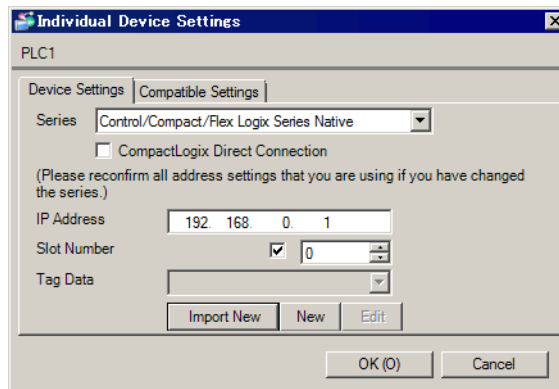 Individual Device Settings
PLC1
Device Settings Compatible Settings
Series Control/Compact/Flex Logix Series Native
CompactLogix Direct Connection
(Please reconfirm all address settings that you are using if you have changed
the series.)
IP Address 192. 168. 0. 1
Slot Number 0
Tag Data
Import New New Edit
OK (O) Cancel